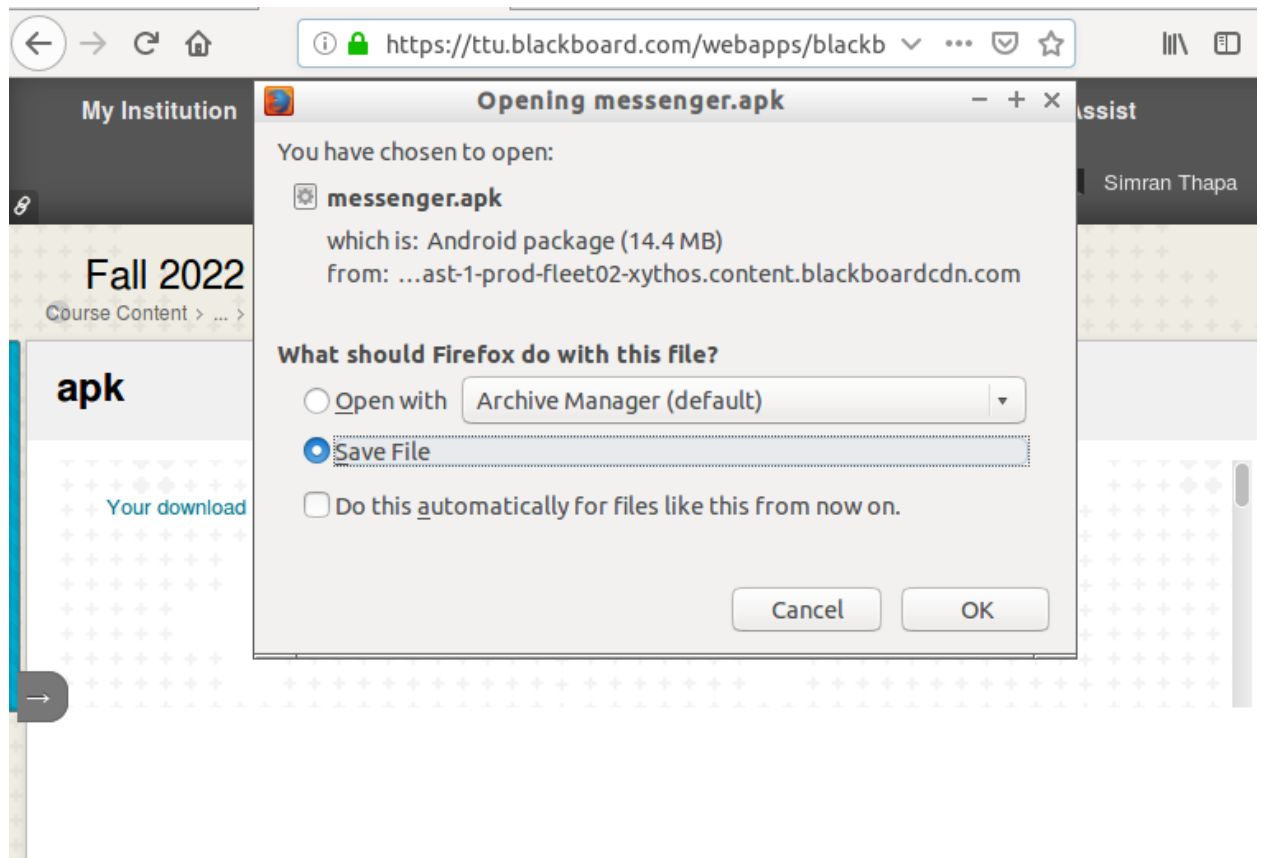 https://ttu.blackboard.com/webapps/blackb
My Institution
Opening messenger.apk
Assist
Simran Thapa
You have chosen to open:
messenger.apk
which is: Android package (14.4 MB)
from: …ast-1-prod-fleet02-xythos.content.blackboardcdn.com
Fall 2022
Course Content > ... >
What should Firefox do with this file?
apk
Open with Archive Manager (default)
Save File
Your download
Do this automatically for files like this from now on.
Cancel OK